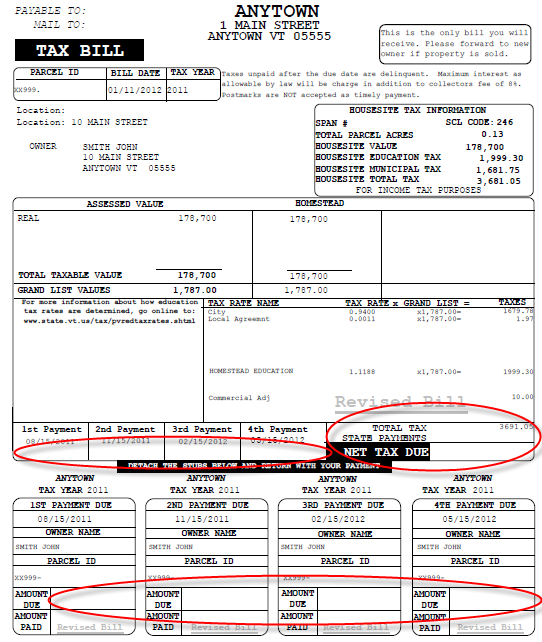 PAYABLE TO:
MAIL TO:
ANYTOWN
1 MAIN STREET
ANYTOWN VT 05555
TAX BILL
This is the only bill you will
receive. Please forward to new
owner if property is sold.
PARCEL ID BILL DATE TAX YEAR
XX999. 01/11/2012 2011
Taxes unpaid after the due date are delinquent. Maximum interest as
allowable by law will be charge in addition to collectors fee of 8%.
Postmarks are NOT accepted as timely payment.
Location:
Location: 10 MAIN STREET
OWNER SMITH JOHN
10 MAIN STREET
ANYTOWN VT 05555
HOUSESITE TAX INFORMATION
SPAN # SCL CODE: 246
TOTAL PARCEL ACRES 0.13
HOUSESITE VALUE 178,700
HOUSESITE EDUCATION TAX 1,999.30
HOUSESITE MUNICIPAL TAX 1,681.75
HOUSESITE TOTAL TAX 3,681.05
FOR INCOME TAX PURPOSES
ASSESSED VALUE HOMESTEAD
REAL 178,700 178,700
TOTAL TAXABLE VALUE 178,700 178,700
GRAND LIST VALUES 1,787.00 1,787.00
For more information about how education
tax rates are determined, go online to:
www.state.vt.us/tax/pvredtaxrates.shtml
TAX RATE NAME TAX RATE x GRAND LIST = TAXES
City 0.9400 x1,787.00= 1679.78
Local Agreemnt 0.0011 x1,787.00= 1.97
HOMESTEAD EDUCATION 1.1188 x1,787.00= 1999.30
Commercial Adj 10.00
Revised Bill
1st Payment 2nd Payment 3rd Payment 4th Payment
08/15/2011 11/15/2011 02/15/2012 05/15/2012
TOTAL TAX 3691.05
STATE PAYMENTS
NET TAX DUE
DETACH THE STUBS BELOW AND RETURN WITH YOUR PAYMENT
ANYTOWN ANYTOWN ANYTOWN ANYTOWN
TAX YEAR 2011 TAX YEAR 2011 TAX YEAR 2011 TAX YEAR 2011
1ST PAYMENT DUE 2ND PAYMENT DUE 3RD PAYMENT DUE 4TH PAYMENT DUE
08/15/2011 11/15/2011 02/15/2012 05/15/2012
OWNER NAME OWNER NAME OWNER NAME OWNER NAME
SMITH JOHN SMITH JOHN SMITH JOHN SMITH JOHN
PARCEL ID PARCEL ID PARCEL ID PARCEL ID
XX999- XX999- XX999- XX999-
AMOUNT AMOUNT AMOUNT AMOUNT
DUE DUE DUE DUE
AMOUNT AMOUNT AMOUNT AMOUNT
PAID Revised Bill PAID Revised Bill PAID Revised Bill PAID Revised Bill